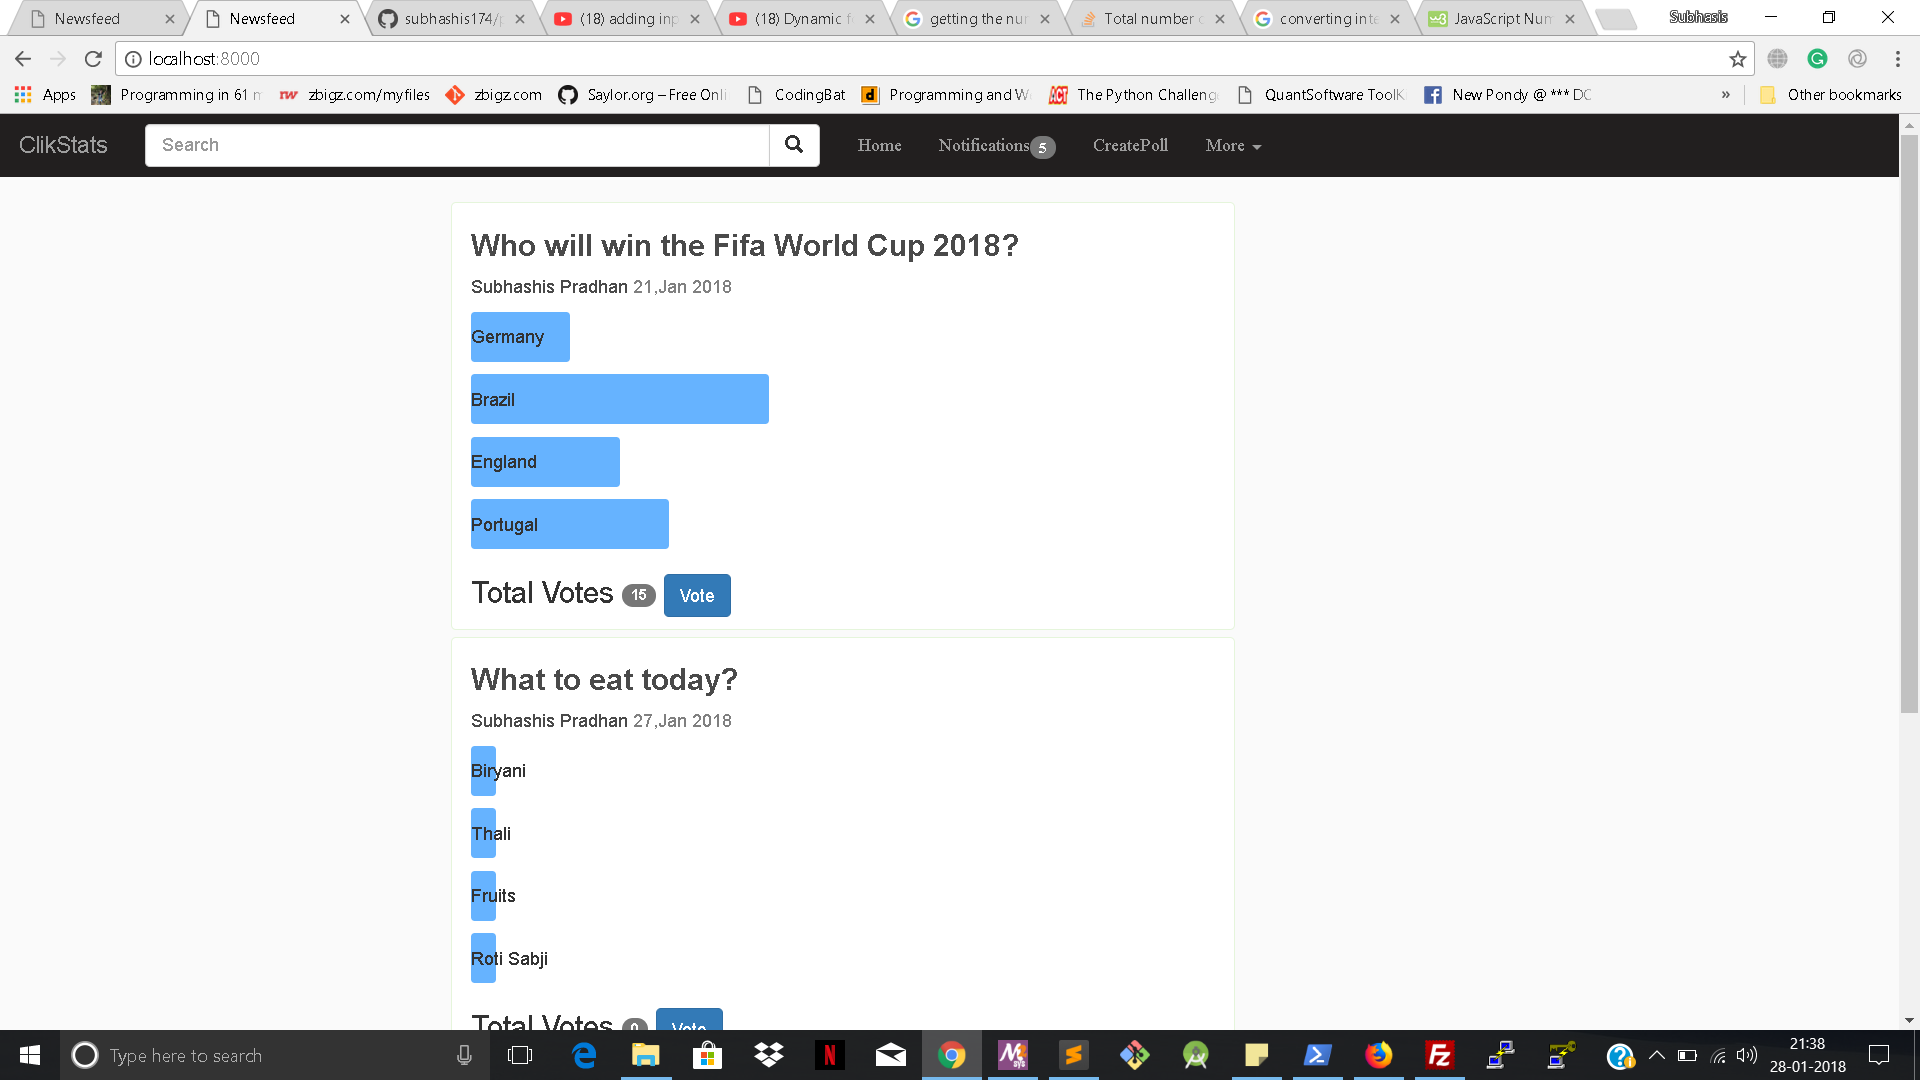 Newsfeed
Newsfeed
subhashis174/p
(18) adding inp
(18) Dynamic f
getting the nu
Total number
converting inte
JavaScript Num
Subhasis
localhost:8000
Apps
Programming in 61
zbigz.com/myfiles
zbigz.com
Saylor.org – Free Onli
CodingBat
Programming and W
The Python Challeng
QuantSoftware ToolK
New Pondy @ *** DC
»
Other bookmarks
ClikStats
Search
Home
Notifications 5
CreatePoll
More
Who will win the Fifa World Cup 2018?
Subhashis Pradhan 21,Jan 2018
Germany
Brazil
England
Portugal
Total Votes 15 Vote
What to eat today?
Subhashis Pradhan 27,Jan 2018
Biryani
Thali
Fruits
Roti Sabji
Total Votes 0 Vote
Type here to search
21:38
28-01-2018